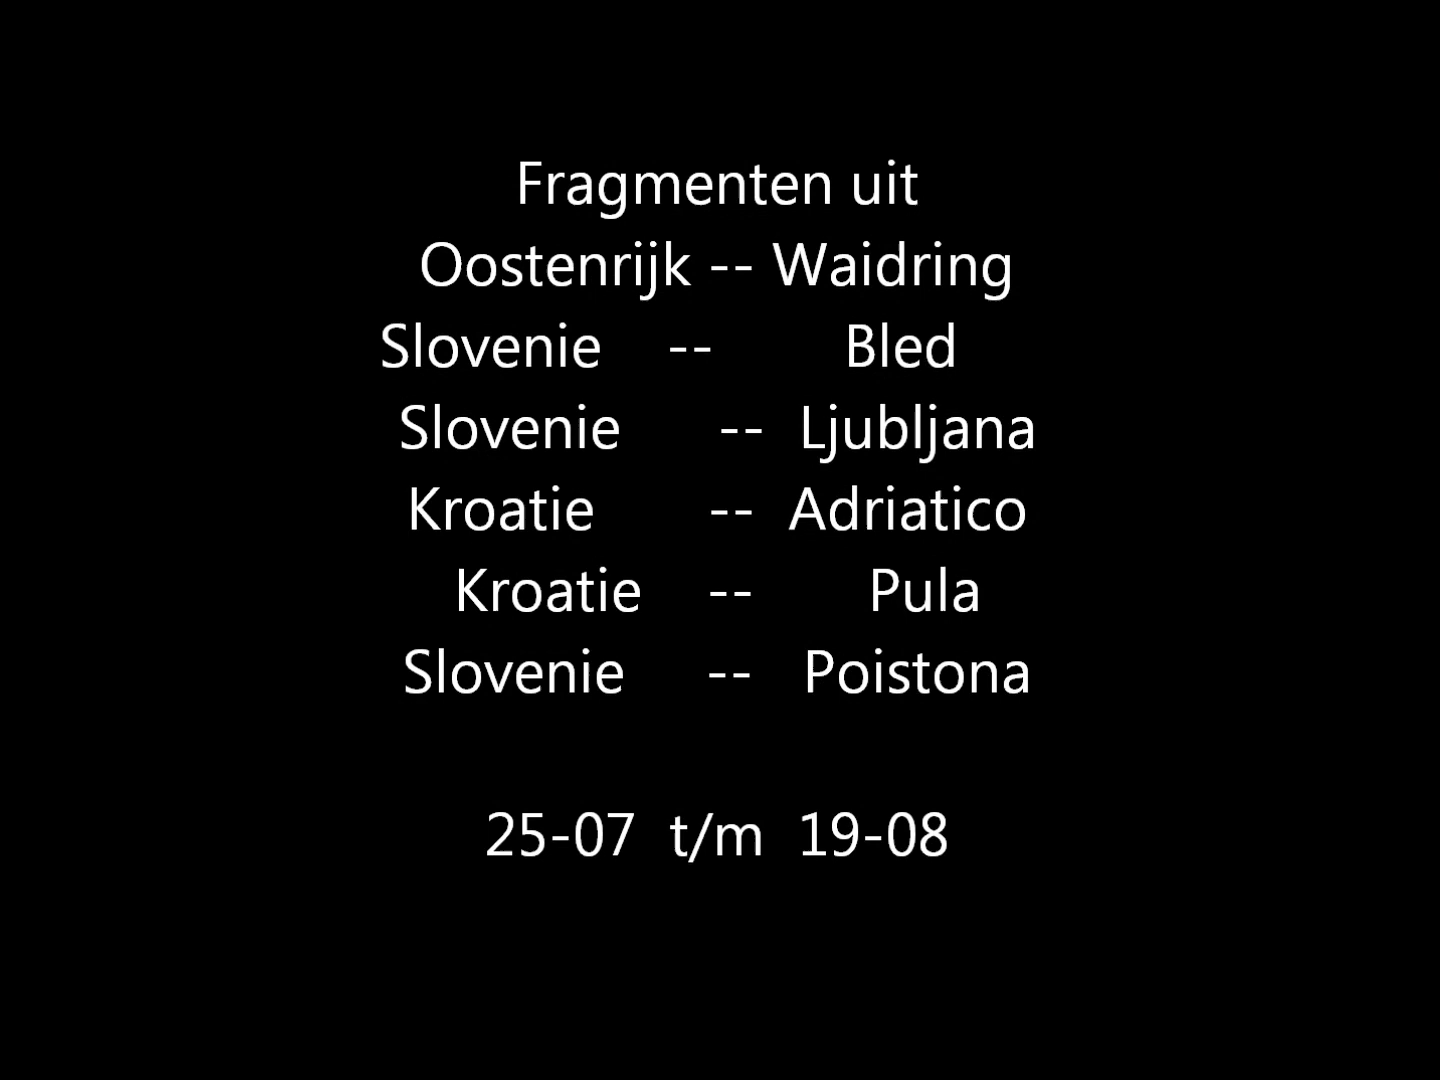 Fragmenten uit
Oostenrijk -- Waidring
Slovenie -- Bled
Slovenie -- Ljubljana
Kroatie -- Adriatico
Kroatie -- Pula
Slovenie -- Poistona
25-07 t/m 19-08